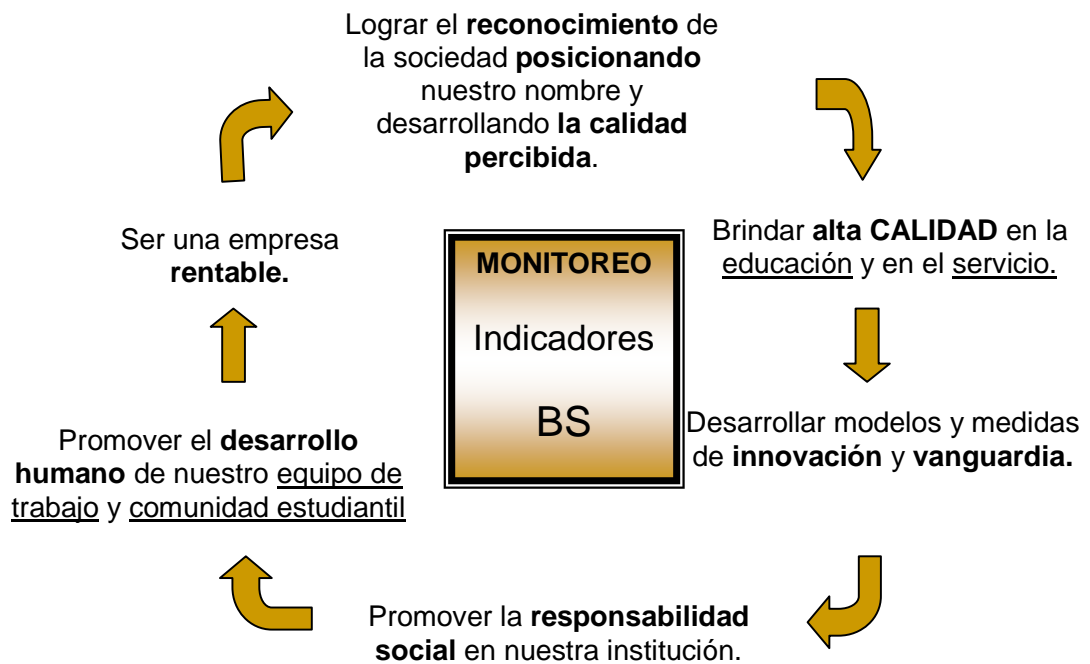 Lograr el reconocimiento de
la sociedad posicionando
nuestro nombre y
desarrollando la calidad
percibida.
Brindar alta CALIDAD en la
educación y en el servicio.
Desarrollar modelos y medidas
de innovación y vanguardia.
Promover la responsabilidad
social en nuestra institución.
Promover el desarrollo
humano de nuestro equipo de
trabajo y comunidad estudiantil
Ser una empresa
rentable.
MONITOREO
Indicadores
BS